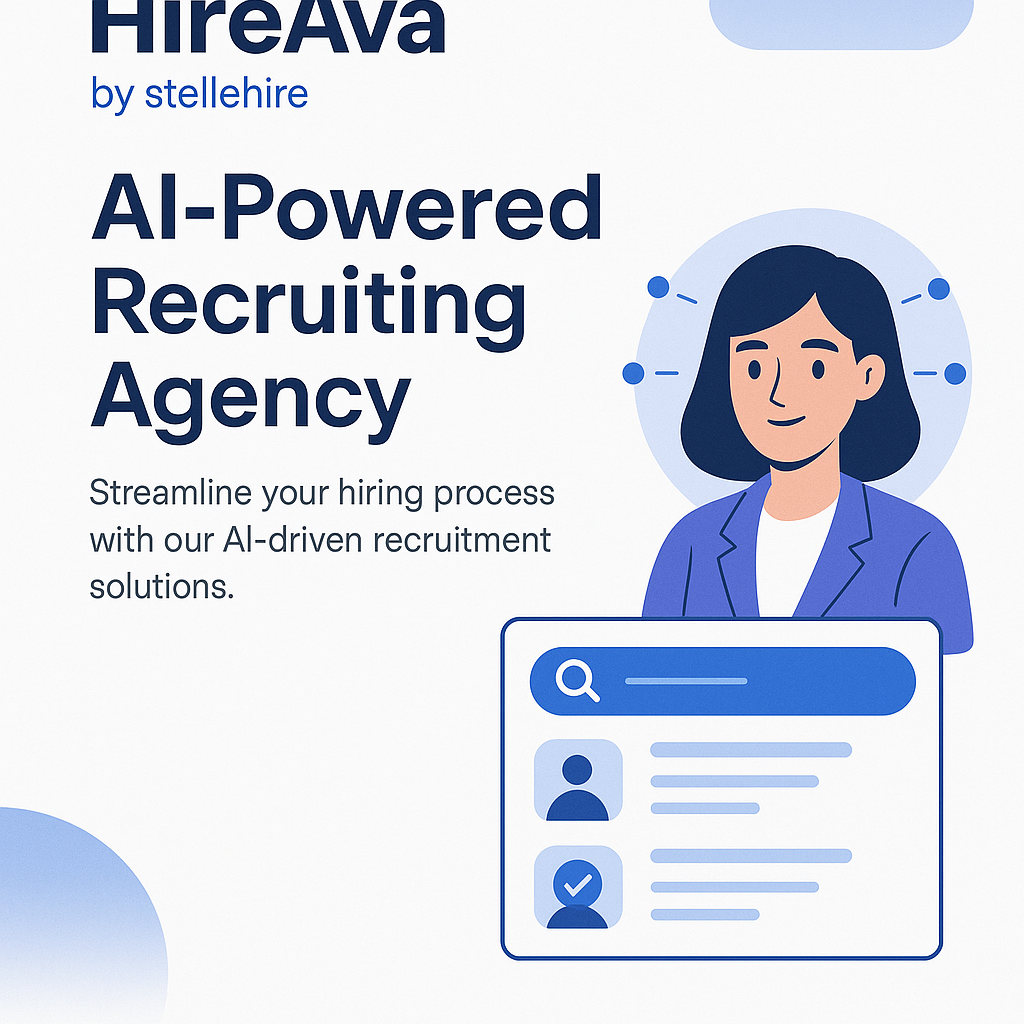 HireAva
by stellehire
AI-Powered
Recruiting
Agency
Streamline your hiring process
with our AI-driven recruitment
solutions.